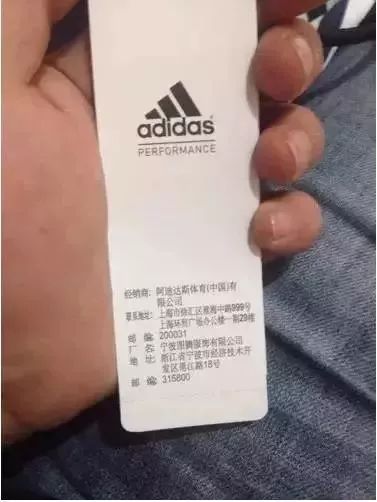 adidas
PERFORMANCE
经销商: 阿迪达斯体育(中国)有
限公司
联系地址: 上海市徐汇区淮海中路999号
上海环贸广场办公楼一期29楼
邮 编: 200031
厂 名: 宁波图腾服饰有限公司
地 址: 浙江省宁波市经济技术开
发区甬江路18号
邮 编: 315800